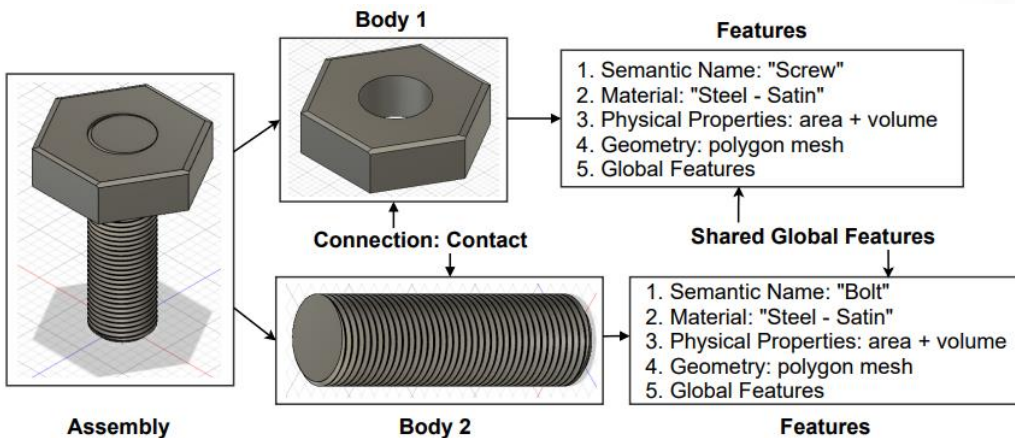 Body 1
Features
1. Semantic Name: "Screw"
2. Material: "Steel - Satin"
3. Physical Properties: area + volume
4. Geometry: polygon mesh
5. Global Features
Connection: Contact
Shared Global Features
1. Semantic Name: "Bolt"
2. Material: "Steel - Satin"
3. Physical Properties: area + volume
4. Geometry: polygon mesh
5. Global Features
Assembly
Body 2
Features